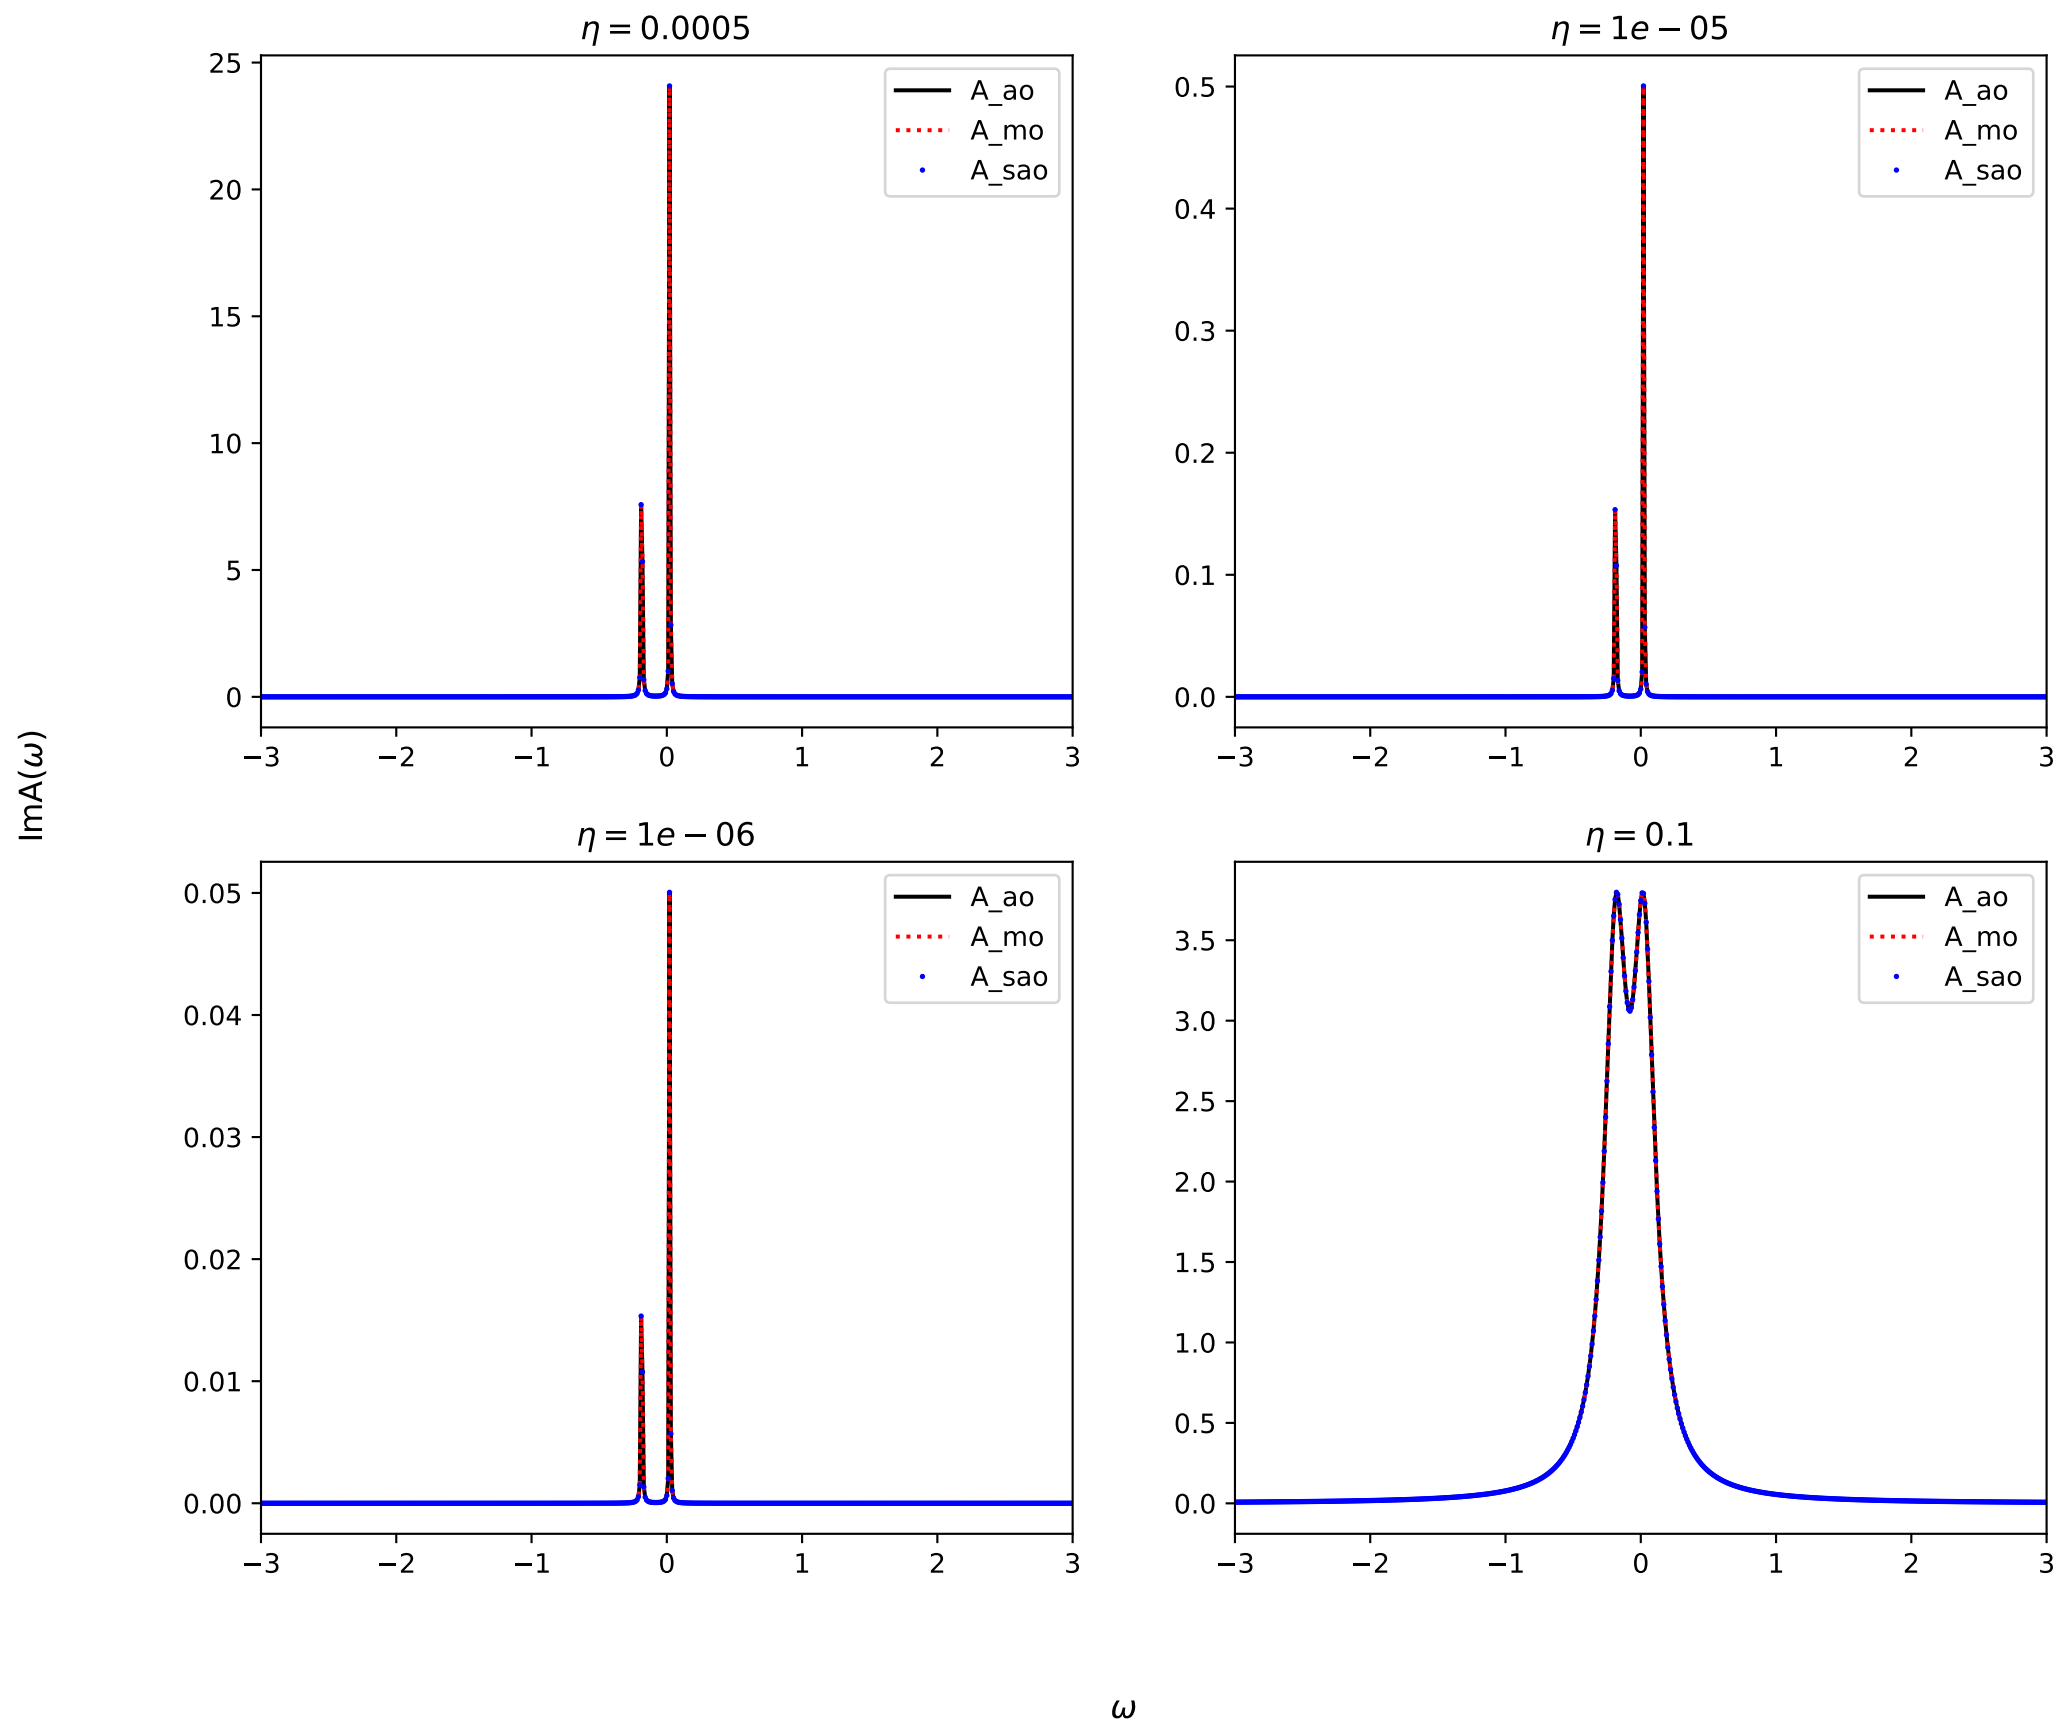 η = 0.0005
25
20
15
10
5
0
−3 −2 −1 0 1 2 3
A_ao
A_mo
A_sao
η = 1e − 05
0.5
0.4
0.3
0.2
0.1
0.0
−3 −2 −1 0 1 2 3
A_ao
A_mo
A_sao
ImA(ω)
η = 1e − 06
0.05
0.04
0.03
0.02
0.01
0.00
−3 −2 −1 0 1 2 3
A_ao
A_mo
A_sao
η = 0.1
3.5
3.0
2.5
2.0
1.5
1.0
0.5
0.0
−3 −2 −1 0 1 2 3
A_ao
A_mo
A_sao
ω